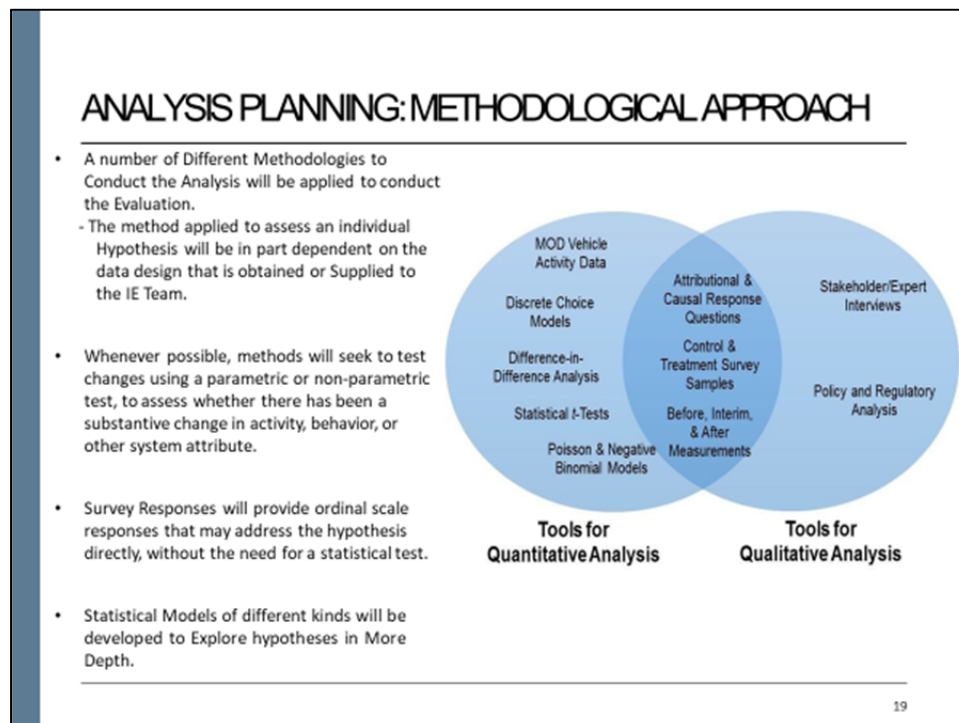 ANALYSIS PLANNING: METHODOLOGICAL APPROACH
• A number of Different Methodologies to
Conduct the Analysis will be applied to conduct
the Evaluation.
- The method applied to assess an individual
Hypothesis will be in part dependent on the
data design that is obtained or Supplied to
the IE Team.
• Whenever possible, methods will seek to test
changes using a parametric or non-parametric
test, to assess whether there has been a
substantive change in activity, behavior, or
other system attribute.
• Survey Responses will provide ordinal scale
responses that may address the hypothesis
directly, without the need for a statistical test.
• Statistical Models of different kinds will be
developed to Explore hypotheses in More
Depth.
MOD Vehicle
Activity Data
Discrete Choice
Models
Difference-in-
Difference Analysis
Statistical t-Tests
Poisson & Negative
Binomial Models
Attributional &
Causal Response
Questions
Control &
Treatment Survey
Samples
Before, Interim,
& After
Measurements
Stakeholder/Expert
Interviews
Policy and Regulatory
Analysis
Tools for
Quantitative Analysis
Tools for
Qualitative Analysis
19